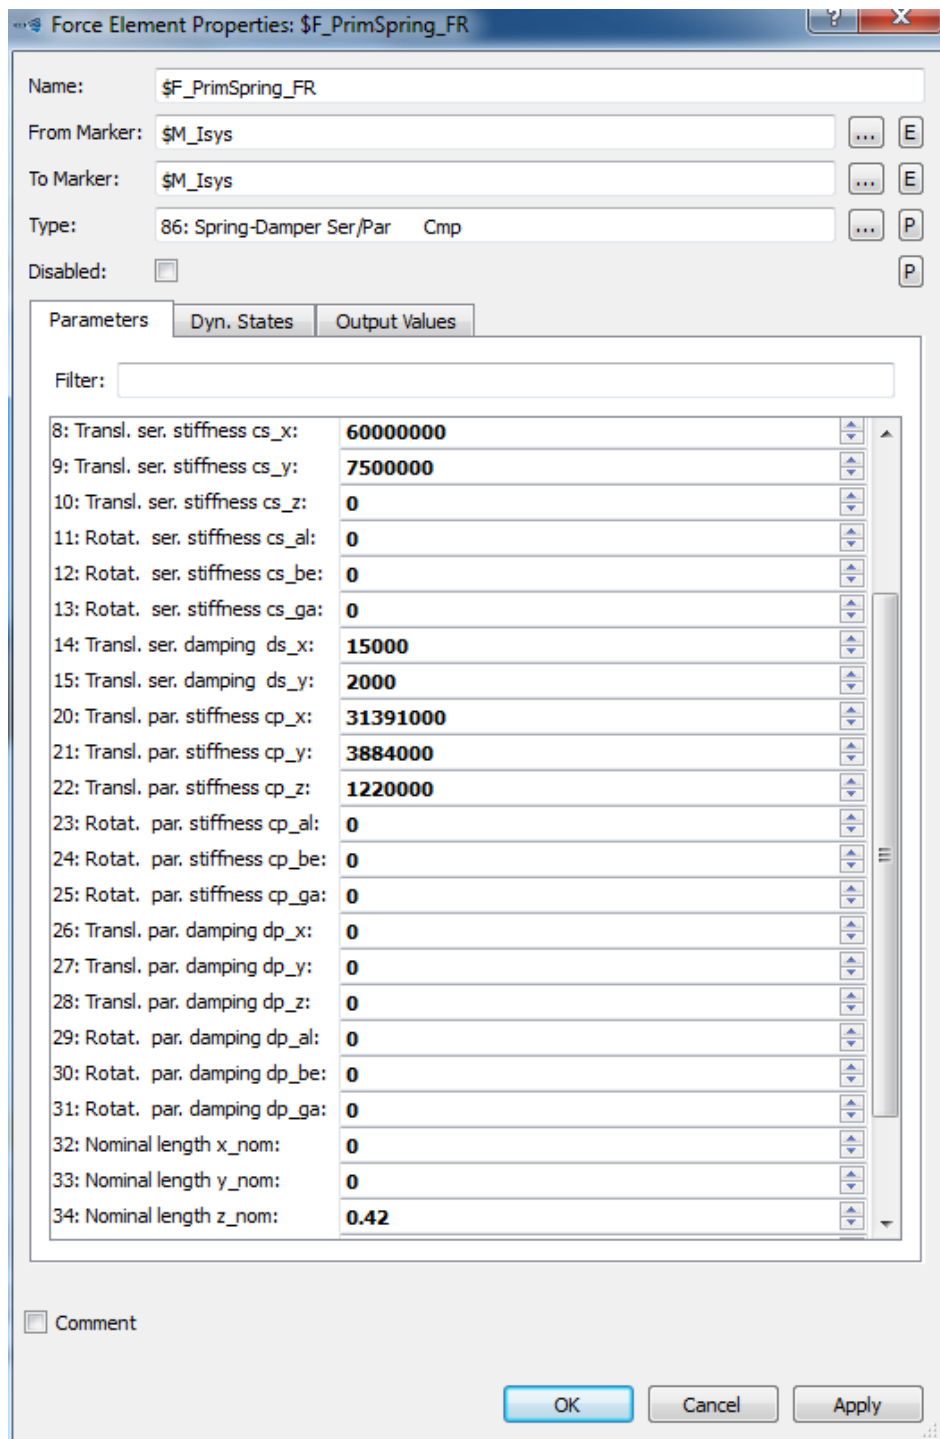 Force Element Properties: $F_PrimSpring_FR ? X
Name: $F_PrimSpring_FR
From Marker: $M_Isys ... E
To Marker: $M_Isys ... E
Type: 86: Spring-Damper Ser/Par Cmp ... P
Disabled: P
Parameters Dyn. States Output Values
Filter:
8: Transl. ser. stiffness cs_x: 60000000
9: Transl. ser. stiffness cs_y: 7500000
10: Transl. ser. stiffness cs_z: 0
11: Rotat. ser. stiffness cs_al: 0
12: Rotat. ser. stiffness cs_be: 0
13: Rotat. ser. stiffness cs_ga: 0
14: Transl. ser. damping ds_x: 15000
15: Transl. ser. damping ds_y: 2000
20: Transl. par. stiffness cp_x: 31391000
21: Transl. par. stiffness cp_y: 3884000
22: Transl. par. stiffness cp_z: 1220000
23: Rotat. par. stiffness cp_al: 0
24: Rotat. par. stiffness cp_be: 0
25: Rotat. par. stiffness cp_ga: 0
26: Transl. par. damping dp_x: 0
27: Transl. par. damping dp_y: 0
28: Transl. par. damping dp_z: 0
29: Rotat. par. damping dp_al: 0
30: Rotat. par. damping dp_be: 0
31: Rotat. par. damping dp_ga: 0
32: Nominal length x_nom: 0
33: Nominal length y_nom: 0
34: Nominal length z_nom: 0.42
Comment
OK Cancel Apply